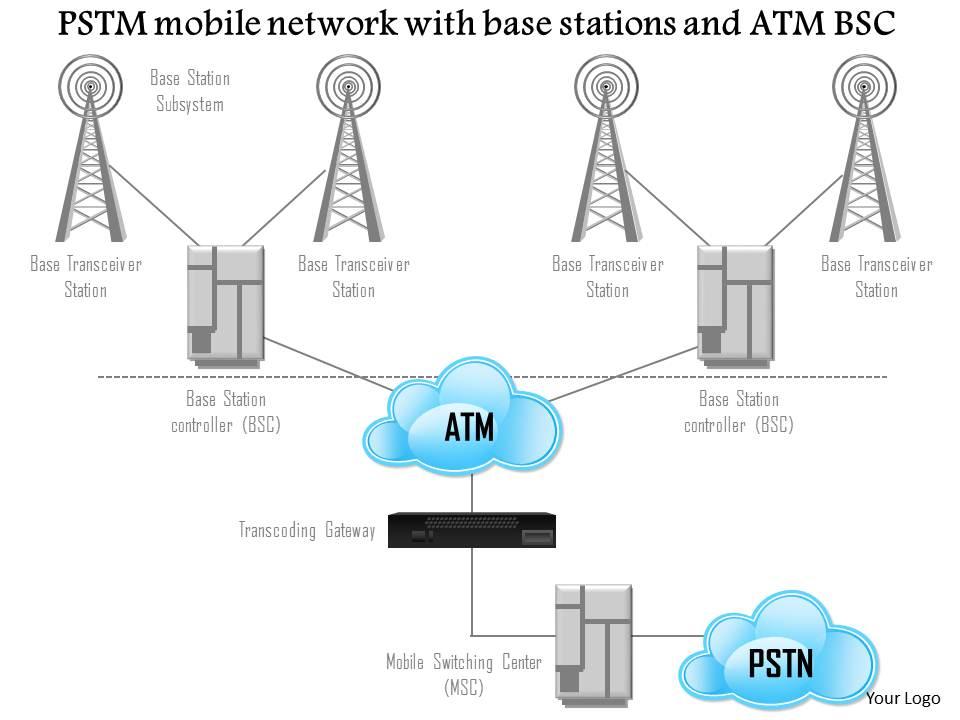 PSTM mobile network with base stations and ATM BSC
Base Station
Subsystem
Base Transceiver
Station
Base Transceiver
Station
Base Transceiver
Station
Base Transceiver
Station
Base Station
controller (BSC)
Base Station
controller (BSC)
ATM
Transcoding Gateway
Mobile Switching Center
(MSC)
PSTN
Your Logo